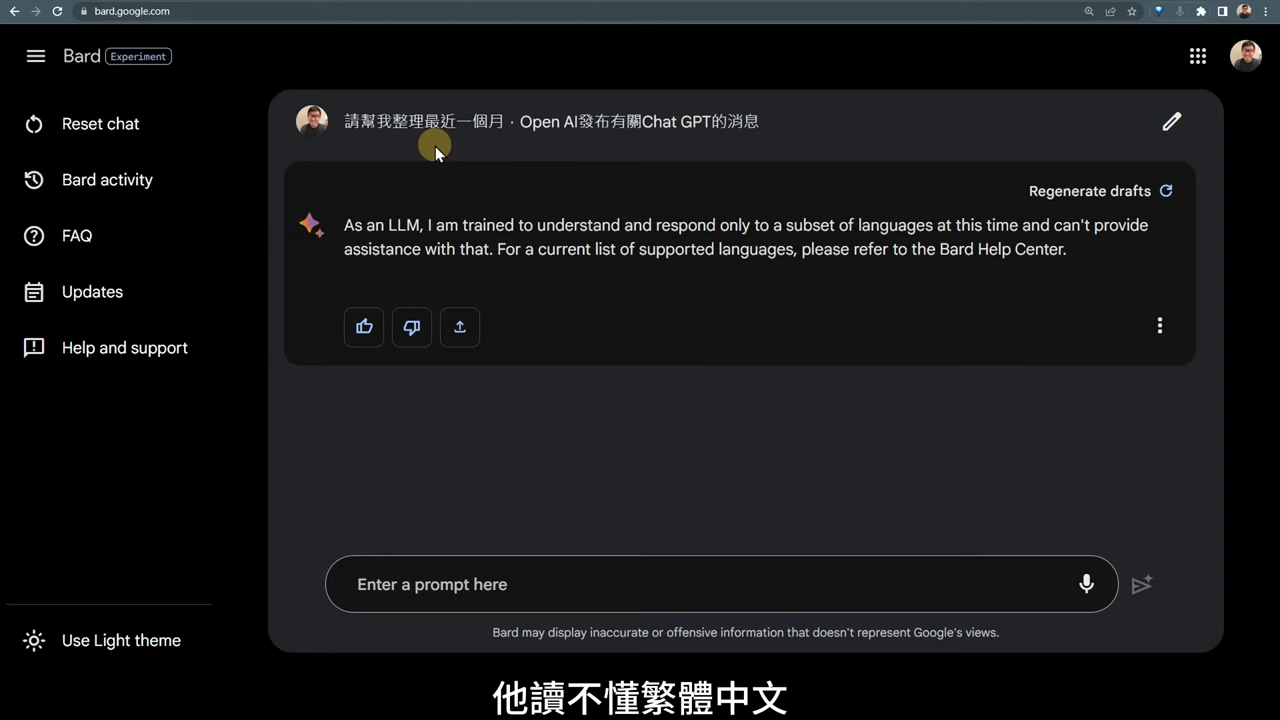 bard.google.com
Bard Experiment
Reset chat
Bard activity
FAQ
Updates
Help and support
Use Light theme
請幫我整理最近一個月，Open AI發布有關Chat GPT的消息
Regenerate drafts
As an LLM, I am trained to understand and respond only to a subset of languages at this time and can't provide
assistance with that. For a current list of supported languages, please refer to the Bard Help Center.
Enter a prompt here
Bard may display inaccurate or offensive information that doesn't represent Google's views.
他讀不懂繁體中文